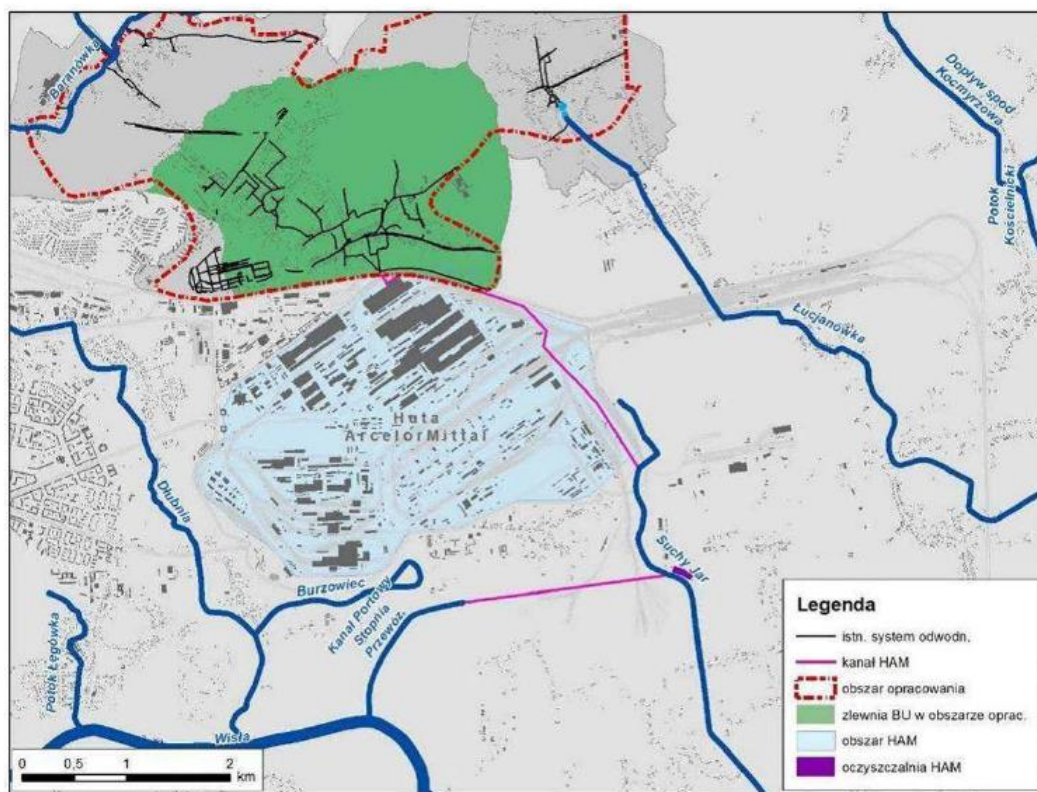 Baranówka
Dopływ spod
Kocmyrzowa
Potok
Kościelnicki
Łucjanówka
Huta
ArcelorMittal
Dłubnia
Suchy Jar
Burzowiec
Kanał Portowy
Stopnia
Przewóz.
Potok Łęgówka
Wisła
0 0,5 1 2
km
Legenda
istn. system odwodn.
kanał HAM
obszar opracowania
zlewnia BU w obszarze oprac.
obszar HAM
oczyszczalnia HAM